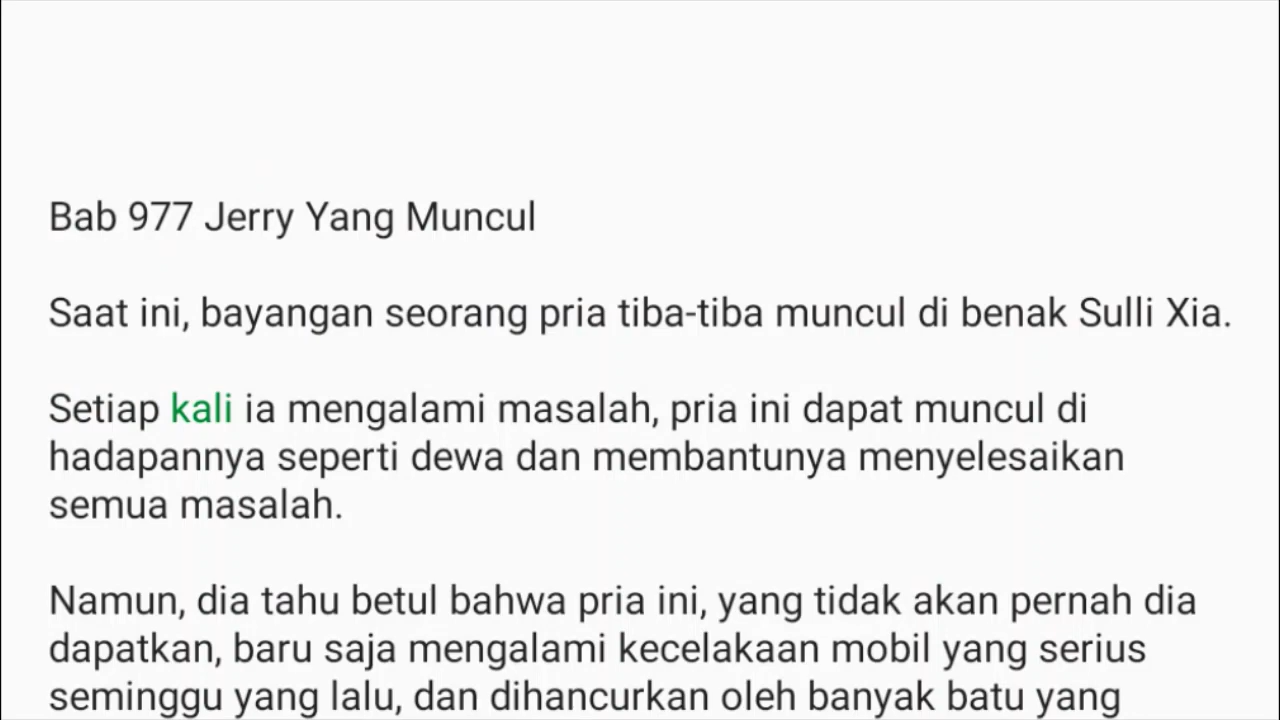 Bab 977 Jerry Yang Muncul
Saat ini, bayangan seorang pria tiba-tiba muncul di benak Sulli Xia.
Setiap kali ia mengalami masalah, pria ini dapat muncul di
hadapannya seperti dewa dan membantunya menyelesaikan
semua masalah.
Namun, dia tahu betul bahwa pria ini, yang tidak akan pernah dia
dapatkan, baru saja mengalami kecelakaan mobil yang serius
seminggu yang lalu, dan dihancurkan oleh banyak batu yang